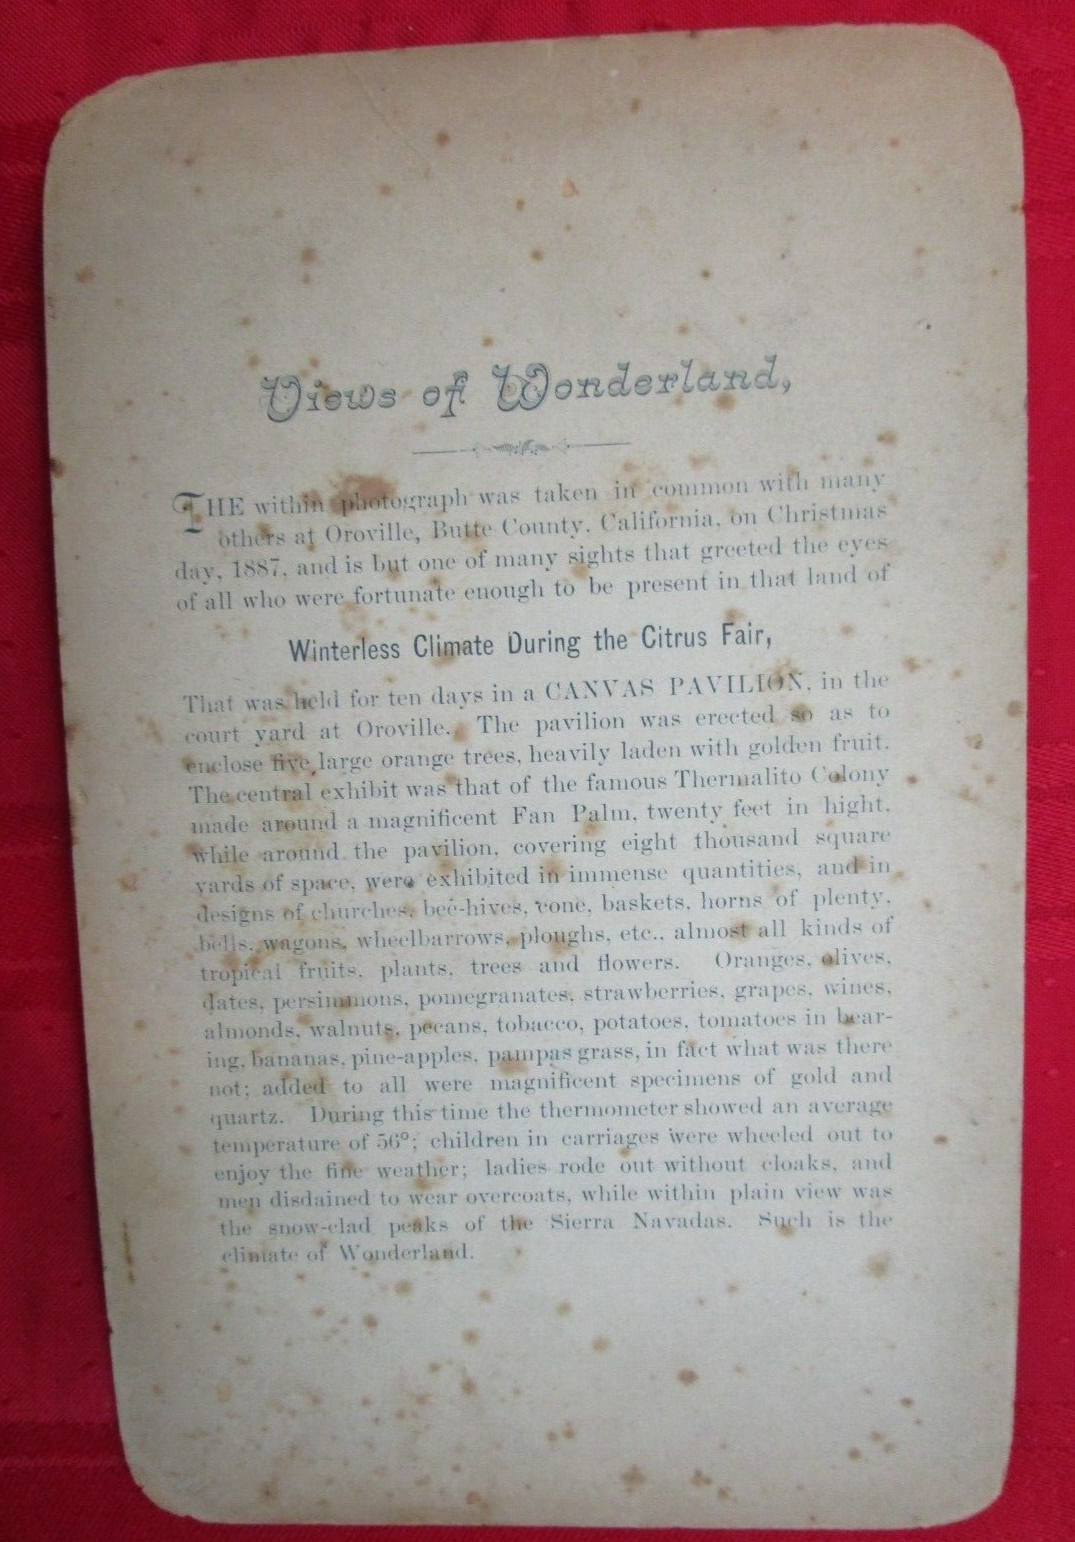 Views of Wonderland,
THE within photograph was taken in common with many
others at Oroville, Butte County, California, on Christmas
day, 1887, and is but one of many sights that greeted the eyes
of all who were fortunate enough to be present in that land of
Winterless Climate During the Citrus Fair,
That was held for ten days in a CANVAS PAVILION, in the
court yard at Oroville. The pavilion was erected so as to
enclose five large orange trees, heavily laden with golden fruit.
The central exhibit was that of the famous Thermalito Colony
made around a magnificent Fan Palm, twenty feet in hight,
while around the pavilion, covering eight thousand square
yards of space, were exhibited in immense quantities, and in
designs of churches, bee-hives, cone, baskets, horns of plenty,
bells, wagons, wheelbarrows, ploughs, etc., almost all kinds of
tropical fruits, plants, trees and flowers. Oranges, olives,
dates, persimmons, pomegranates, strawberries, grapes, wines,
almonds, walnuts, pecans, tobacco, potatoes, tomatoes in bear-
ing, bananas, pine-apples, pampas grass, in fact what was there
not; added to all were magnificent specimens of gold and
quartz. During this time the thermometer showed an average
temperature of 56°; children in carriages were wheeled out to
enjoy the fine weather; ladies rode out without cloaks, and
men disdained to wear overcoats, while within plain view was
the snow-clad peaks of the Sierra Navadas. Such is the
climate of Wonderland.